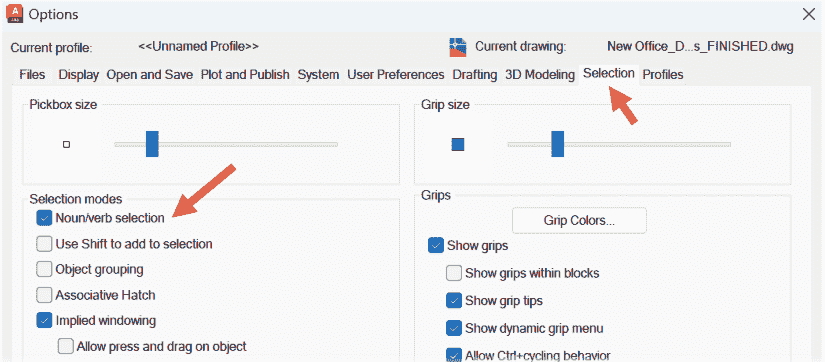 Options
Current profile: <<Unnamed Profile>> Current drawing: New Office_D...s_FINISHED.dwg
Files Display Open and Save Plot and Publish System User Preferences Drafting 3D Modeling Selection Profiles
Pickbox size
Grip size
Selection modes
Noun/verb selection
Use Shift to add to selection
Object grouping
Associative Hatch
Implied windowing
Allow press and drag on object
Grips
Grip Colors...
Show grips
Show grips within blocks
Show grip tips
Show dynamic grip menu
Allow Ctrl+cycling behavior